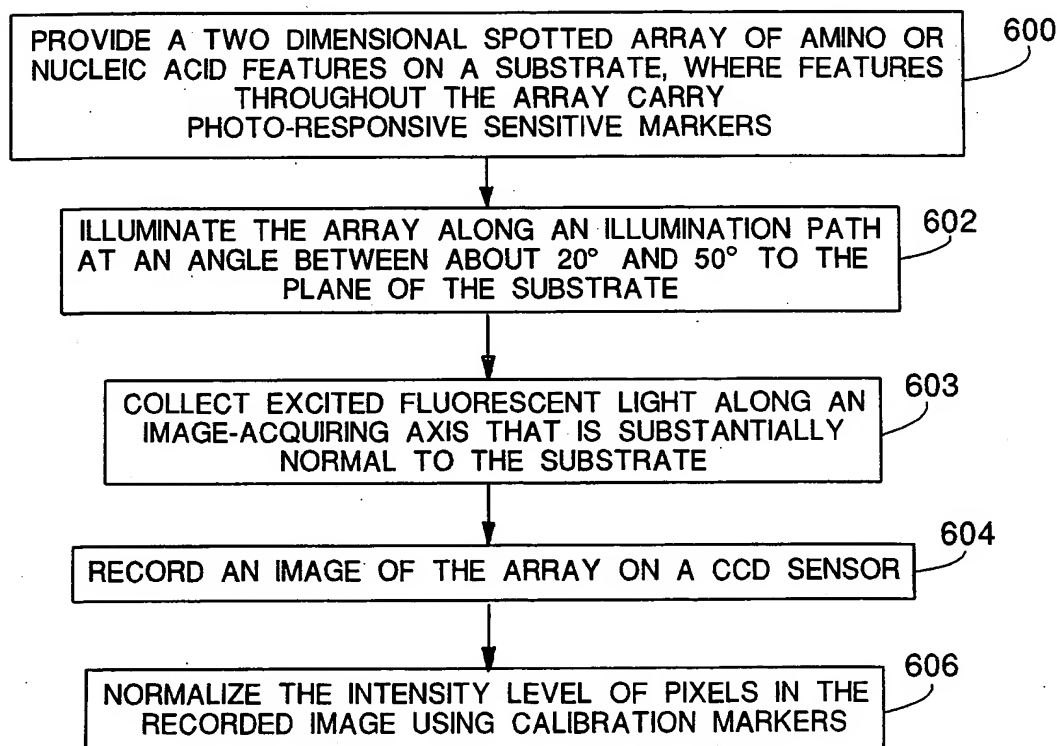 PROVIDE A TWO DIMENSIONAL SPOTTED ARRAY OF AMINO OR
NUCLEIC ACID FEATURES ON A SUBSTRATE, WHERE FEATURES
THROUGHOUT THE ARRAY CARRY
PHOTO-RESPONSIVE SENSITIVE MARKERS
600
ILLUMINATE THE ARRAY ALONG AN ILLUMINATION PATH
AT AN ANGLE BETWEEN ABOUT 20° AND 50° TO THE
PLANE OF THE SUBSTRATE
602
COLLECT EXCITED FLUORESCENT LIGHT ALONG AN
IMAGE-ACQUIRING AXIS THAT IS SUBSTANTIALLY
NORMAL TO THE SUBSTRATE
603
RECORD AN IMAGE OF THE ARRAY ON A CCD SENSOR
604
NORMALIZE THE INTENSITY LEVEL OF PIXELS IN THE
RECORDED IMAGE USING CALIBRATION MARKERS
606